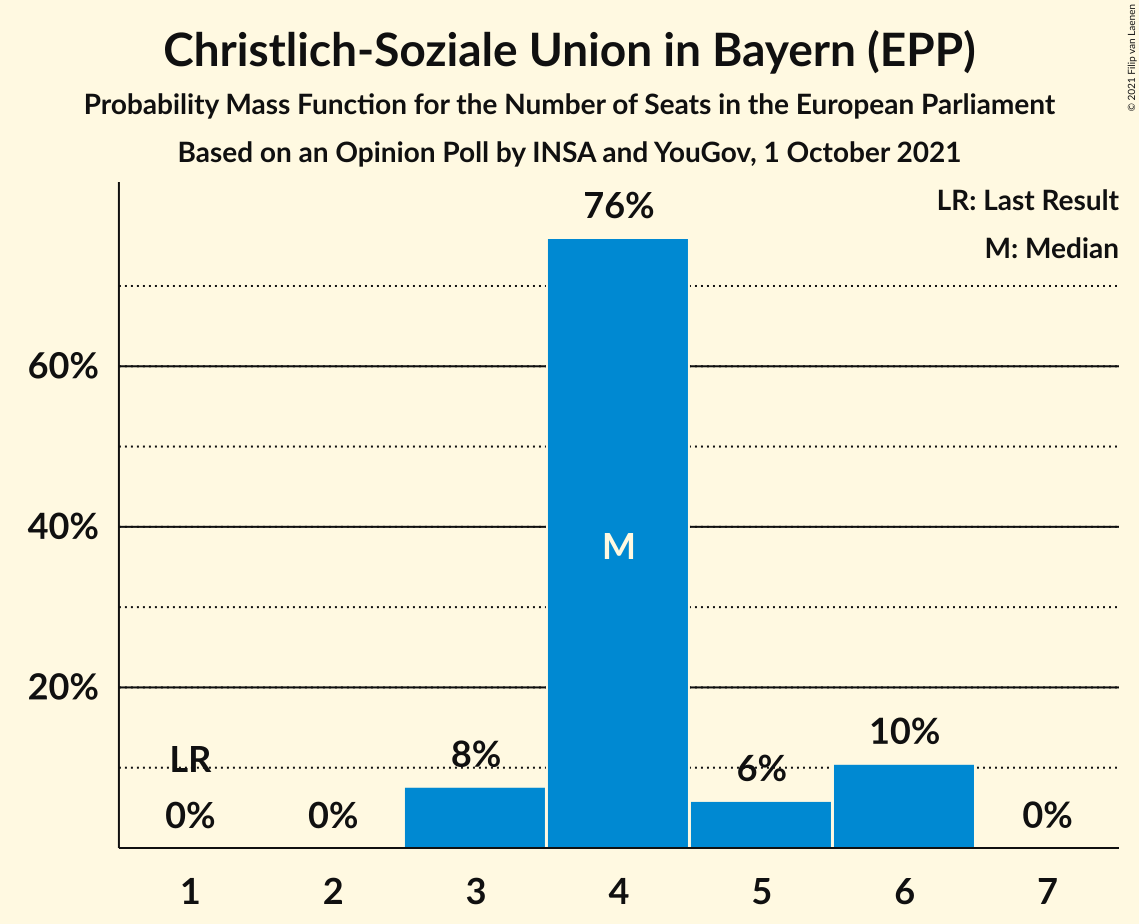 Christlich-Soziale Union in Bayern (EPP)
Probability Mass Function for the Number of Seats in the European Parliament
Based on an Opinion Poll by INSA and YouGov, 1 October 2021
© 2021 Filip van Laenen
LR: Last Result
M: Median
76%
60%
40%
M
20%
10%
8%
6%
LR
0%
0%
0%
1
2
3
4
5
6
7